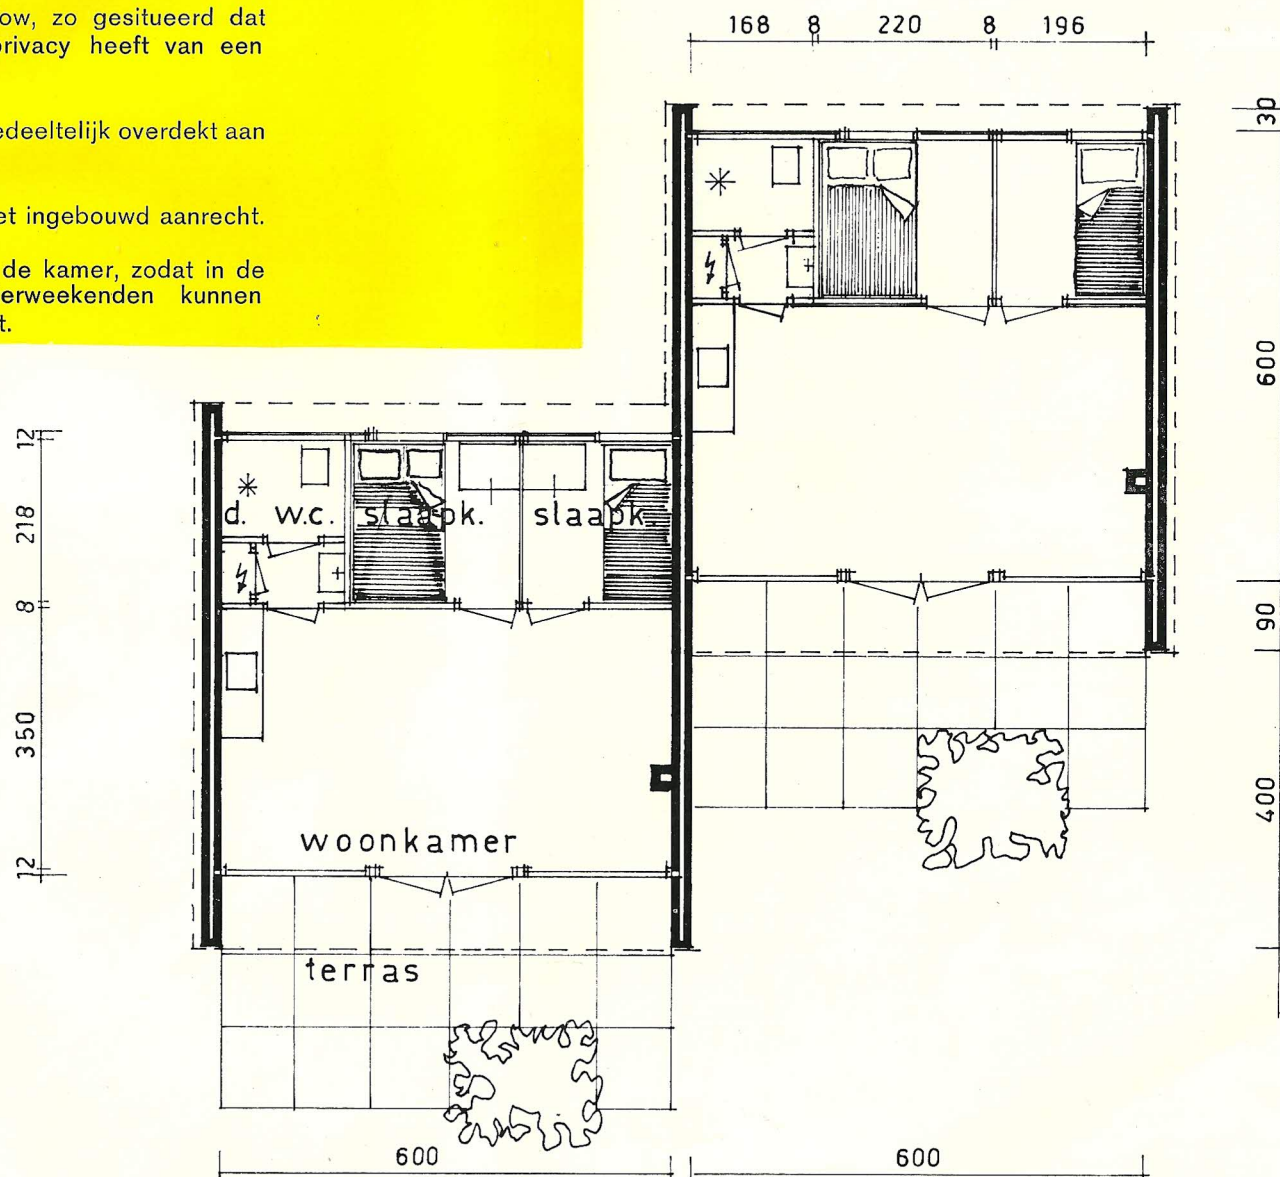 ow, zo gesitueerd dat
privacy heeft van een
edeeltelijk overdekt aan
et ingebouwd aanrecht.
de kamer, zodat in de
erweekenden kunnen
t.
168 8 220 8 196
30
600
90
400
12
218
8
350
12
d. w.c. slaapk. slaapk.
woonkamer
terras
600 600